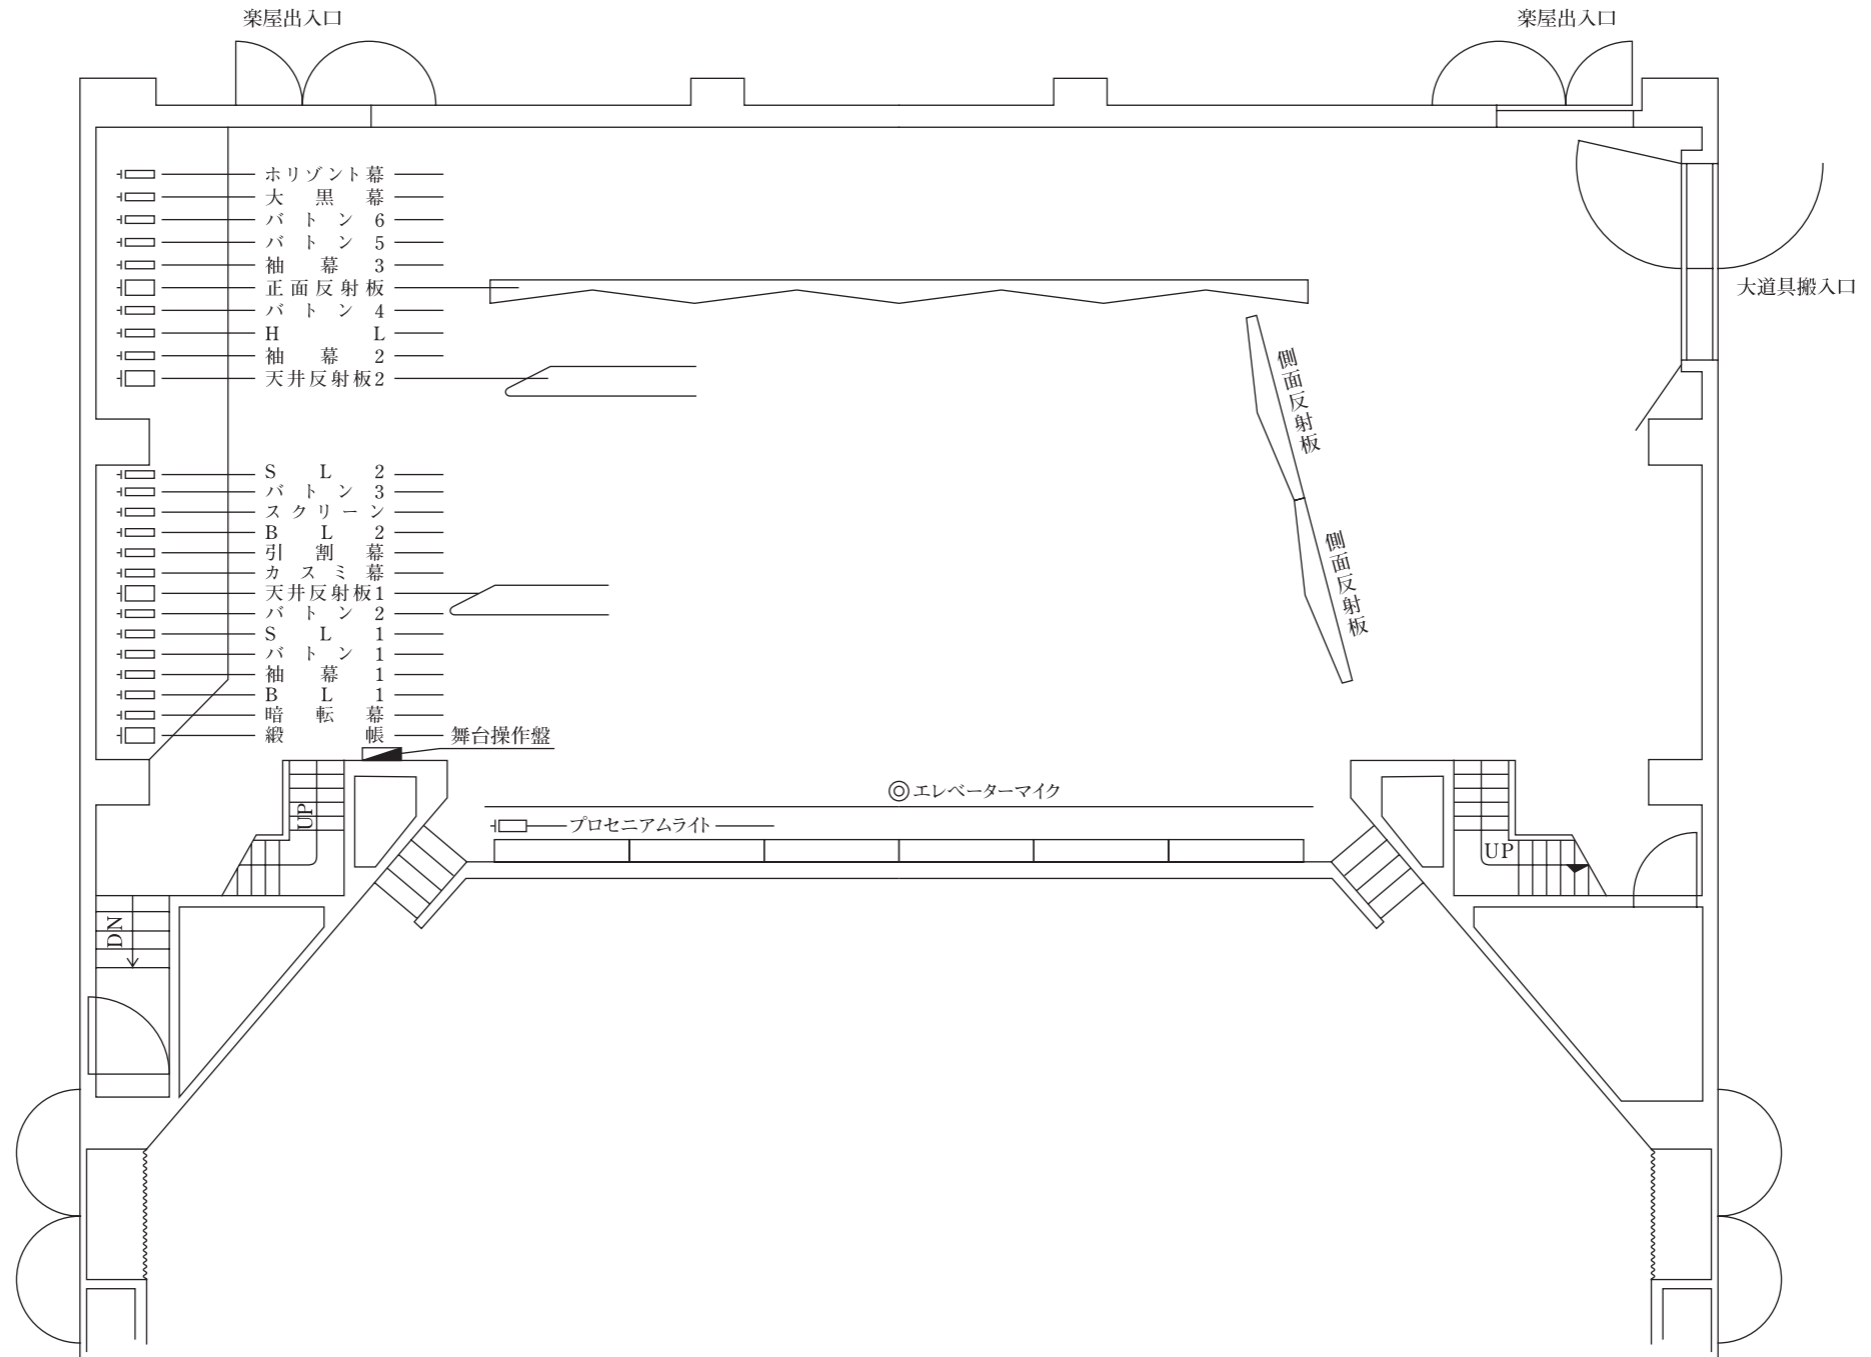 楽屋出入口
楽屋出入口
ホリゾント幕
大黒幕
バトン6
バトン5
袖幕3
正面反射板
バトン4
HL
袖幕2
天井反射板2
大道具搬入口
側面反射板
SL2
バトン3
スクリーン
BL2
引割幕
カスミ幕
天井反射板1
バトン2
SL1
バトン1
袖幕1
BL1
暗転幕
緞帳
側面反射板
舞台操作盤
エレベーターマイク
プロセニアムライト
UP
UP
DN